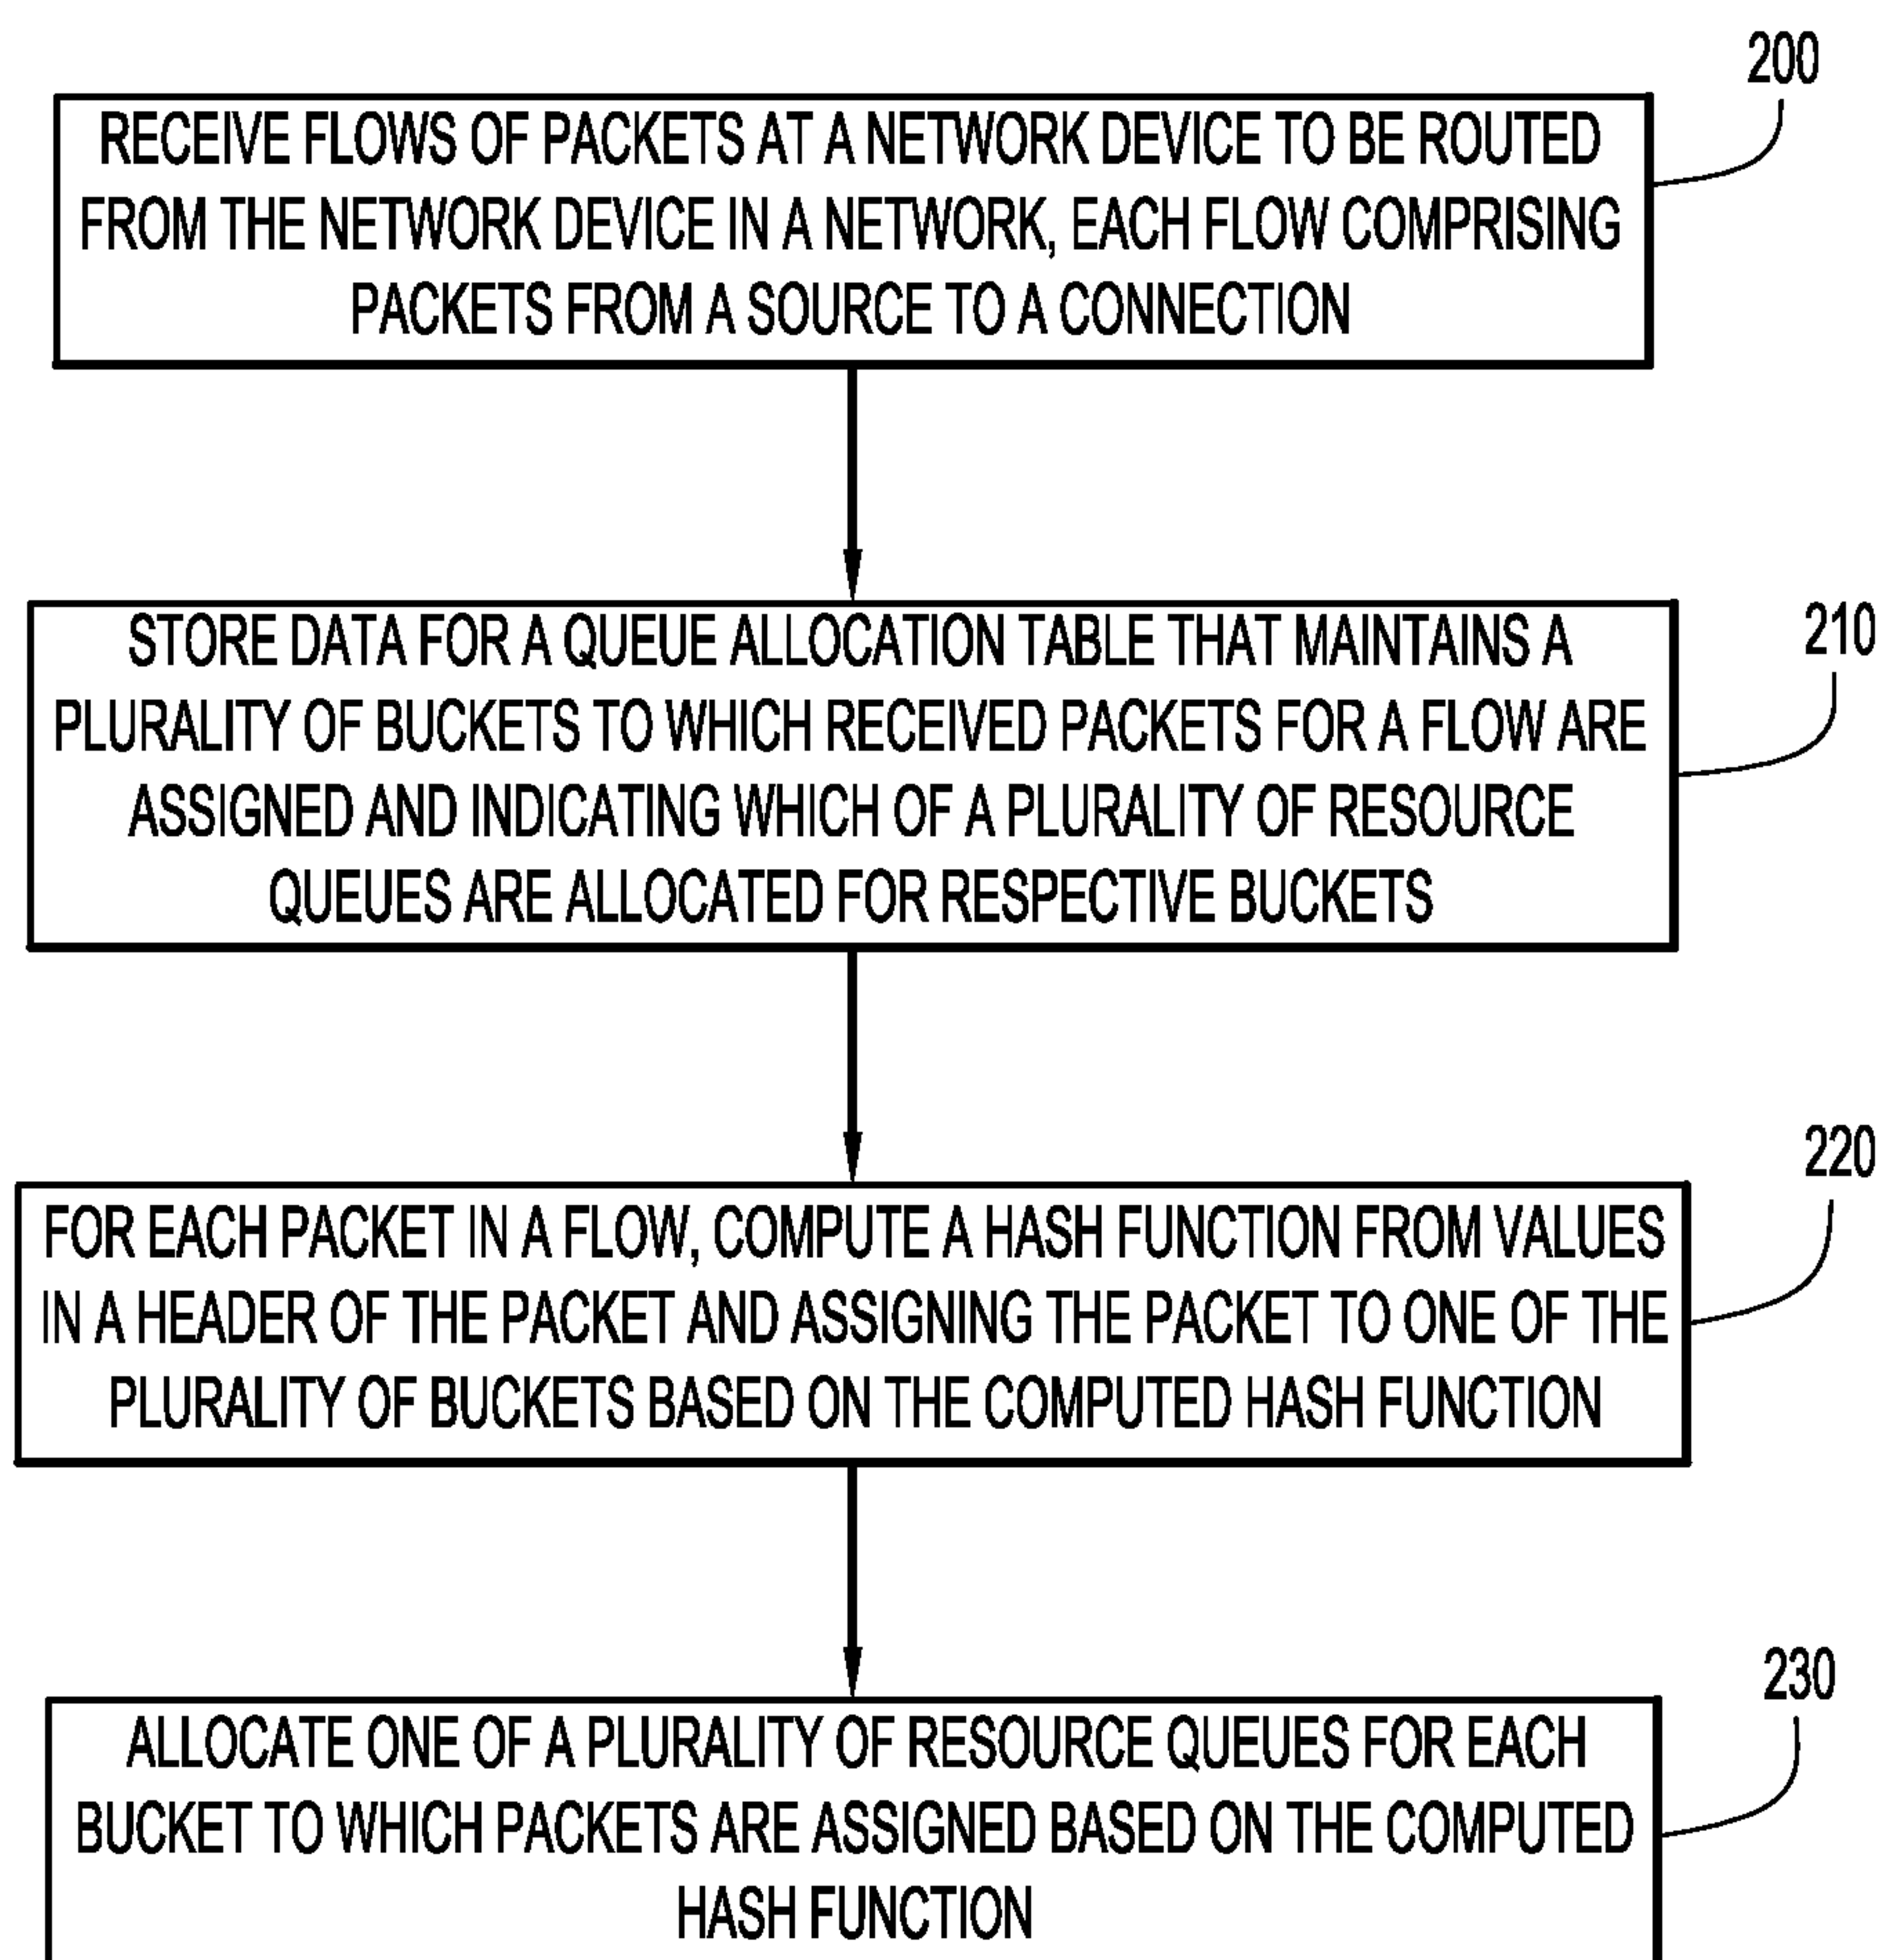 200
RECEIVE FLOWS OF PACKETS AT A NETWORK DEVICE TO BE ROUTED
FROM THE NETWORK DEVICE IN A NETWORK, EACH FLOW COMPRISING
PACKETS FROM A SOURCE TO A CONNECTION
210
STORE DATA FOR A QUEUE ALLOCATION TABLE THAT MAINTAINS A
PLURALITY OF BUCKETS TO WHICH RECEIVED PACKETS FOR A FLOW ARE
ASSIGNED AND INDICATING WHICH OF A PLURALITY OF RESOURCE
QUEUES ARE ALLOCATED FOR RESPECTIVE BUCKETS
220
FOR EACH PACKET IN A FLOW, COMPUTE A HASH FUNCTION FROM VALUES
IN A HEADER OF THE PACKET AND ASSIGNING THE PACKET TO ONE OF THE
PLURALITY OF BUCKETS BASED ON THE COMPUTED HASH FUNCTION
230
ALLOCATE ONE OF A PLURALITY OF RESOURCE QUEUES FOR EACH
BUCKET TO WHICH PACKETS ARE ASSIGNED BASED ON THE COMPUTED
HASH FUNCTION